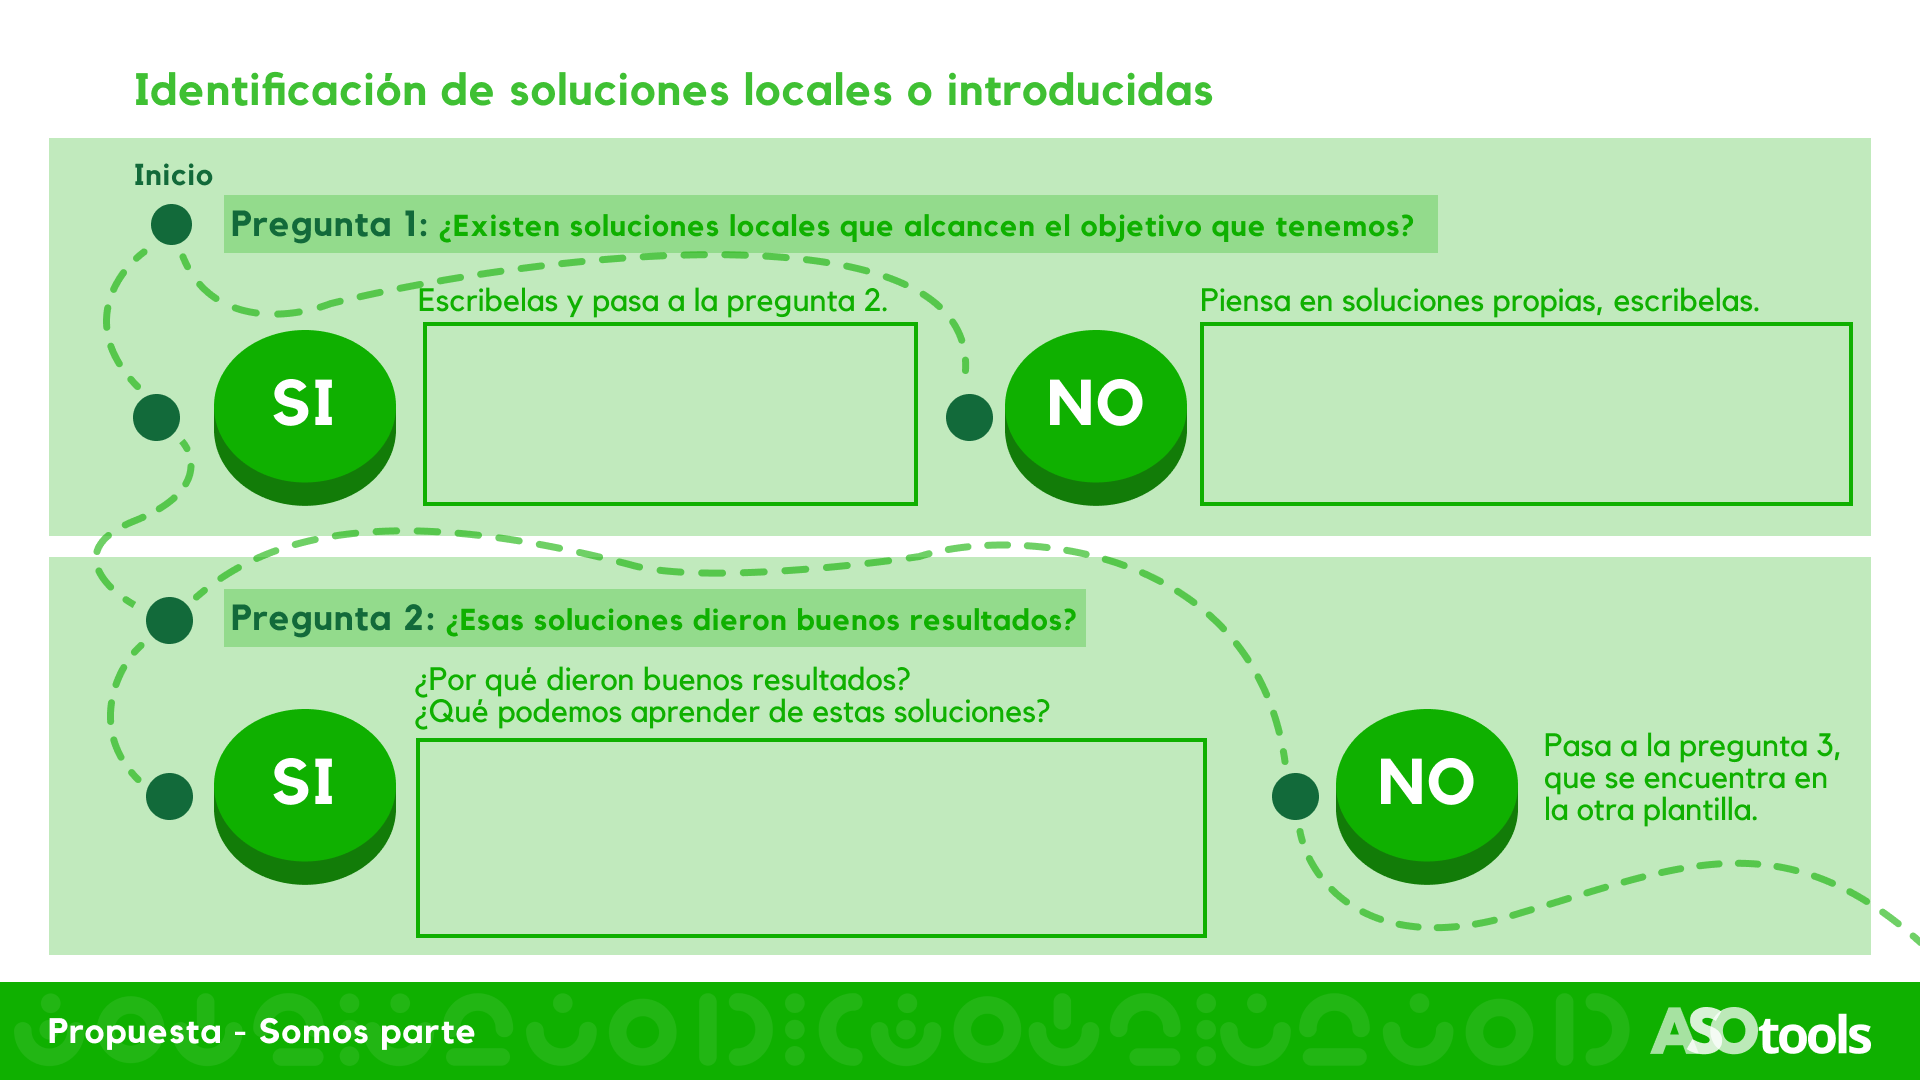 Identificación de soluciones locales o introducidas
Inicio
Pregunta 1: ¿Existen soluciones locales que alcancen el objetivo que tenemos?
Escribelas y pasa a la pregunta 2.
Piensa en soluciones propias, escribelas.
SI
NO
Pregunta 2: ¿Esas soluciones dieron buenos resultados?
¿Por qué dieron buenos resultados?
¿Qué podemos aprender de estas soluciones?
SI
NO
Pasa a la pregunta 3,
que se encuentra en
la otra plantilla.
Propuesta - Somos parte
ASOtools